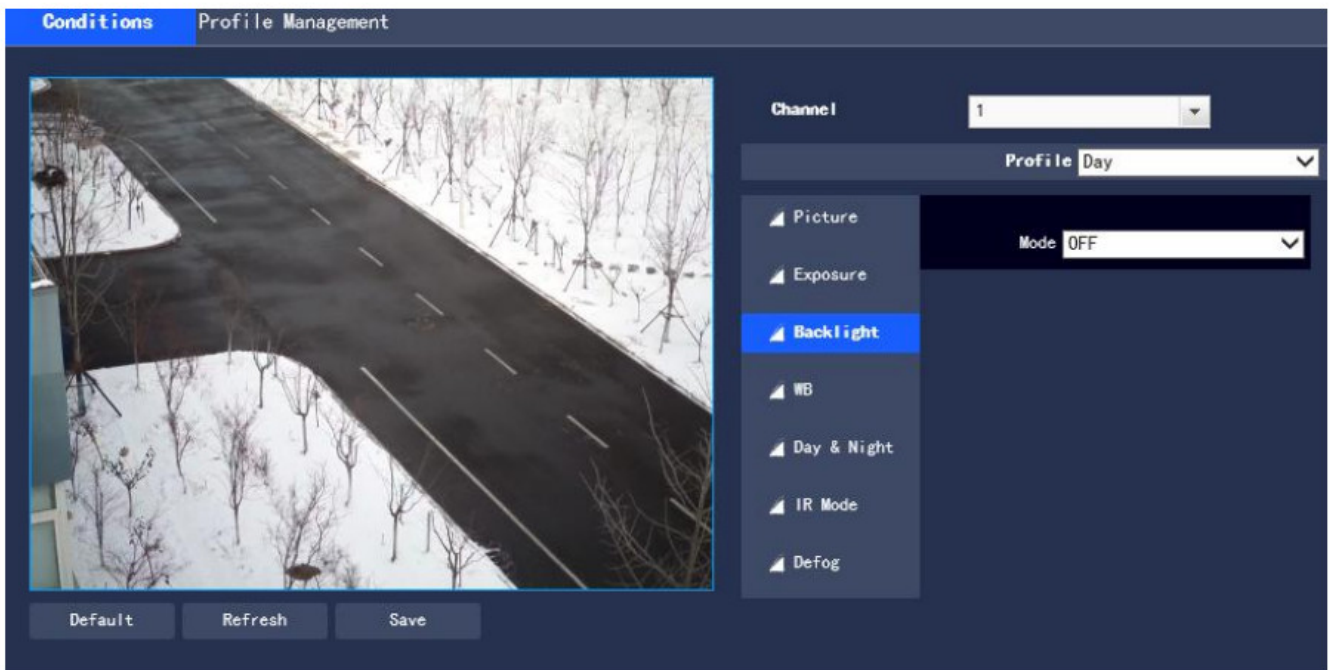 Conditions Profile Management
Channel 1
Profile Day
Picture
Mode OFF
Exposure
Backlight
WB
Day & Night
IR Mode
Defog
Default Refresh Save